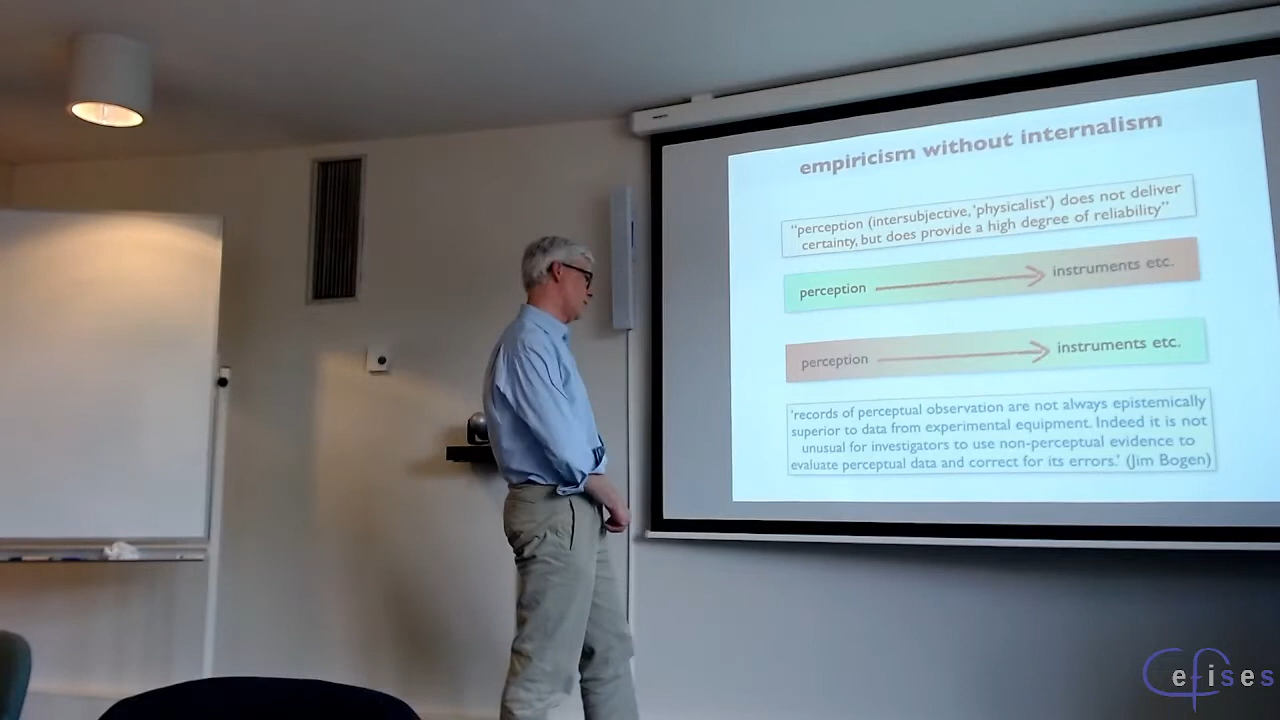 empiricism without internalism
“perception (intersubjective, ‘physicalist’) does not deliver
certainty, but does provide a high degree of reliability”
perception
instruments etc.
perception
instruments etc.
‘records of perceptual observation are not always epistemically
superior to data from experimental equipment. Indeed it is not
unusual for investigators to use non-perceptual evidence to
evaluate perceptual data and correct for its errors.’ (Jim Bogen)
Cefises